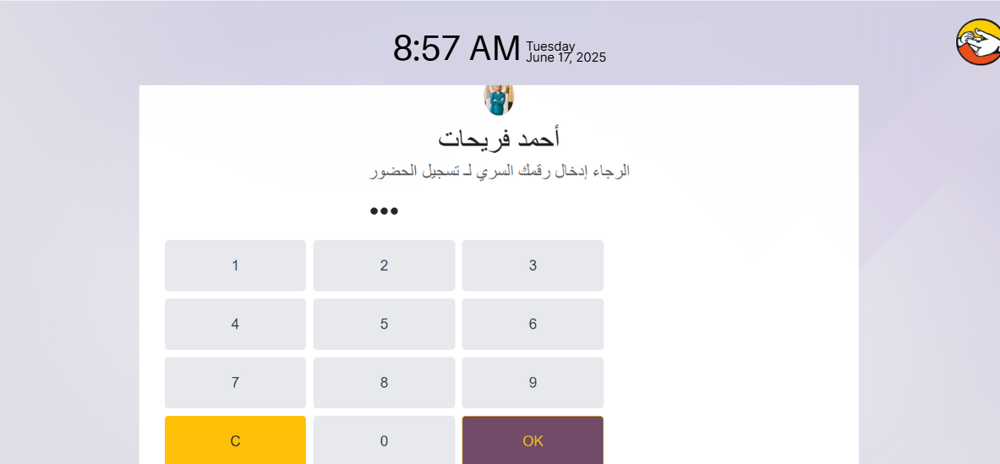 8:57 AM
Tuesday
June 17, 2025
أحمد فريحات
الرجاء إدخال رقمك السري لـ تسجيل الحضور
•••
1 2 3
4 5 6
7 8 9
C 0 OK